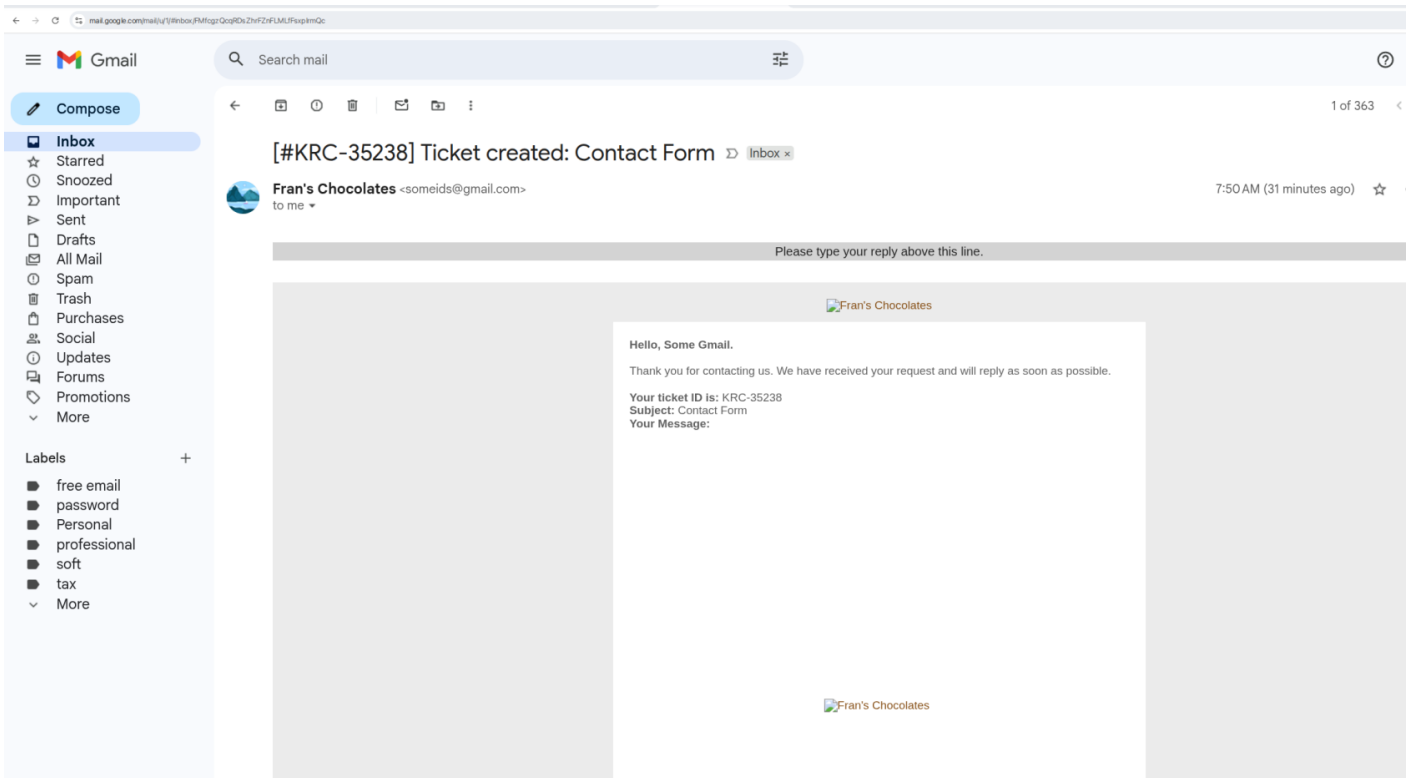 mail.google.com/mail/u/1/#inbox/FMfcgzQcqRDsZhrFZnFLMLfFsxplrmQc
Gmail
Search mail
Compose
1 of 363
Inbox
Starred
Snoozed
Important
Sent
Drafts
All Mail
Spam
Trash
Purchases
Social
Updates
Forums
Promotions
More
Labels
free email
password
Personal
professional
soft
tax
More
[#KRC-35238] Ticket created: Contact Form Inbox ×
Fran's Chocolates <someids@gmail.com> 7:50 AM (31 minutes ago)
to me
Please type your reply above this line.
Fran's Chocolates
Hello, Some Gmail.
Thank you for contacting us. We have received your request and will reply as soon as possible.
Your ticket ID is: KRC-35238
Subject: Contact Form
Your Message:
Fran's Chocolates